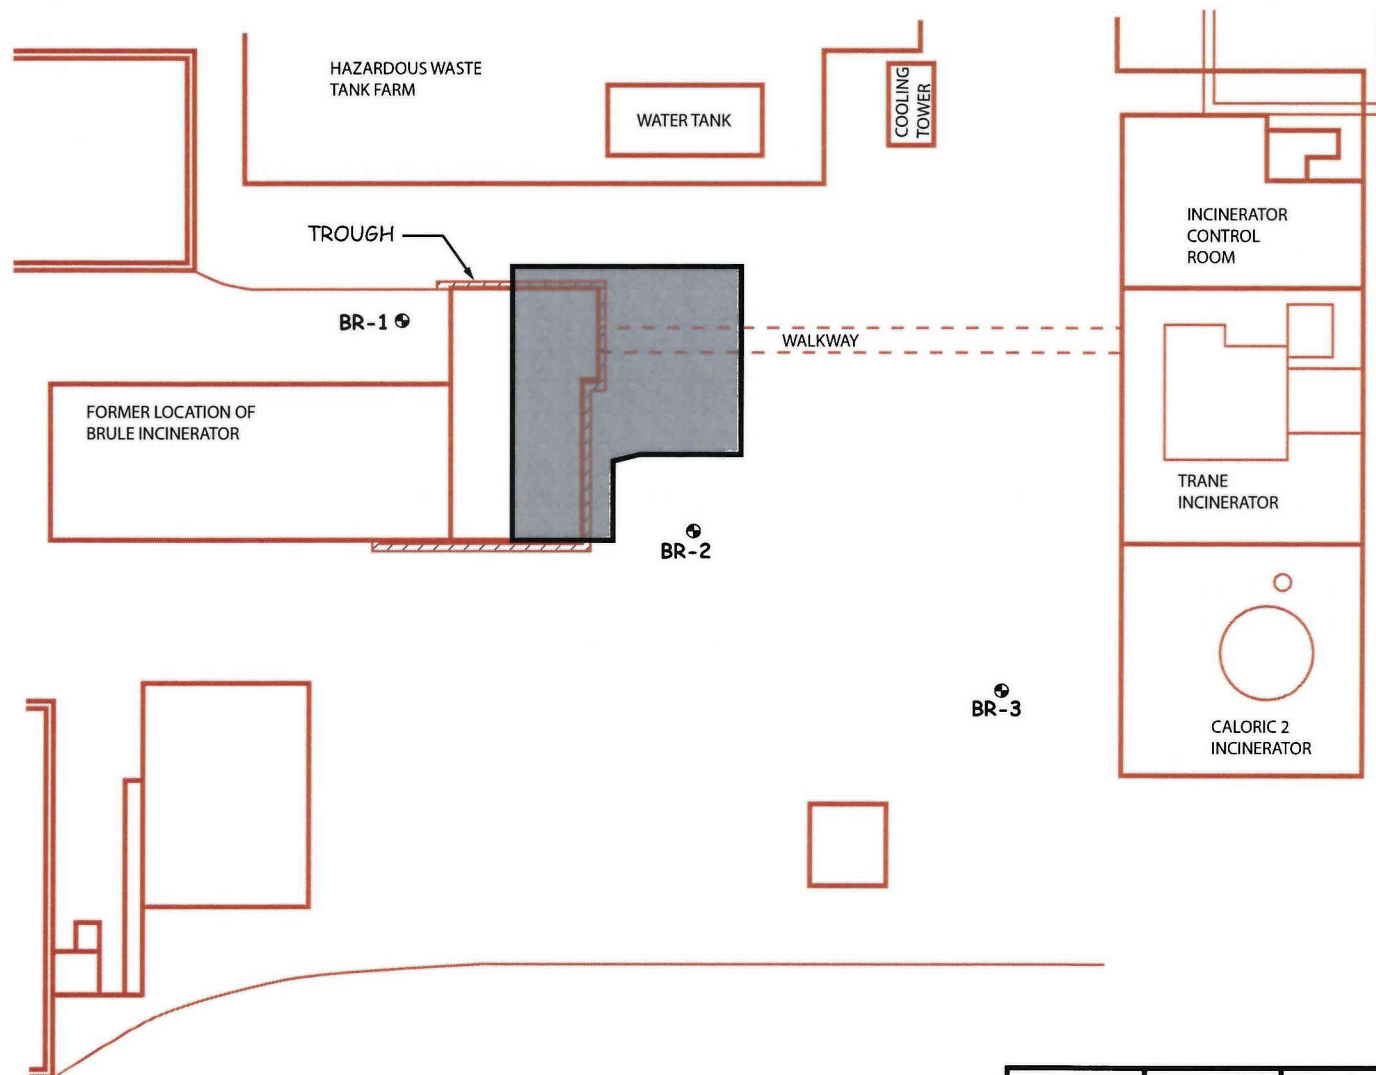 HAZARDOUS WASTE
TANK FARM
WATER TANK
COOLING
TOWER
INCINERATOR
CONTROL
ROOM
TROUGH
BR-1
WALKWAY
FORMER LOCATION OF
BRULE INCINERATOR
TRANE
INCINERATOR
BR-2
BR-3
CALORIC 2
INCINERATOR